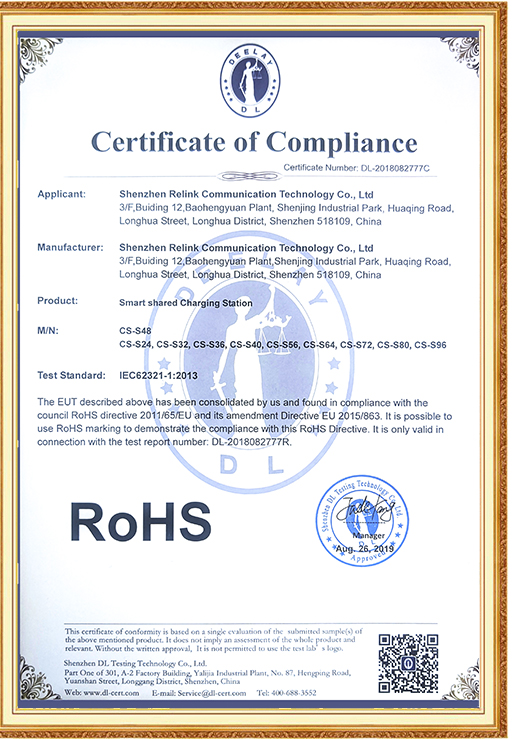 DEELAY
DL
Certificate of Compliance
Certificate Number: DL-2018082777C
Applicant: Shenzhen Relink Communication Technology Co., Ltd
3/F,Buiding 12,Baohengyuan Plant, Shenjing Industrial Park, Huaqing Road,
Longhua Street, Longhua District, Shenzhen 518109, China
Manufacturer: Shenzhen Relink Communication Technology Co., Ltd
3/F,Buiding 12,Baohengyuan Plant,Shenjing Industrial Park, Huaqing Road,
Longhua Street, Longhua District, Shenzhen 518109, China
DEELAY
Product: Smart shared Charging Station
M/N: CS-S48
CS-S24, CS-S32, CS-S36, CS-S40, CS-S56, CS-S64, CS-S72, CS-S80, CS-S96
Test Standard: IEC62321-1:2013
The EUT described above has been consolidated by us and found in compliance with the
council RoHS directive 2011/65/EU and its amendment Directive EU 2015/863. It is possible to
use RoHS marking to demonstrate the compliance with this RoHS Directive. It is only valid in
connection with the test report number: DL-2018082777R.
DL
RoHS
Shenzhen DL Testing Technology Co., Ltd.
Manager
DL
Aug. 26, 2019
Approved
This certificate of conformity is based on a single evaluation of the submitted sample(s) of
the above mentioned product. It does not imply an assessment of the whole product and
relevant. Without the written approval, It is not permitted to use the test lab's logo.
Shenzhen DL Testing Technology Co., Ltd.
Part One of 301, A-2 Factory Building, Yalijia Industrial Plant, No. 87, Hengpong Road,
Yuanshan Street, Longgang District, Shenzhen, China
Web: www.dl-cert.com E-mail: Service@dl-cert.com Tel: 400-688-3552